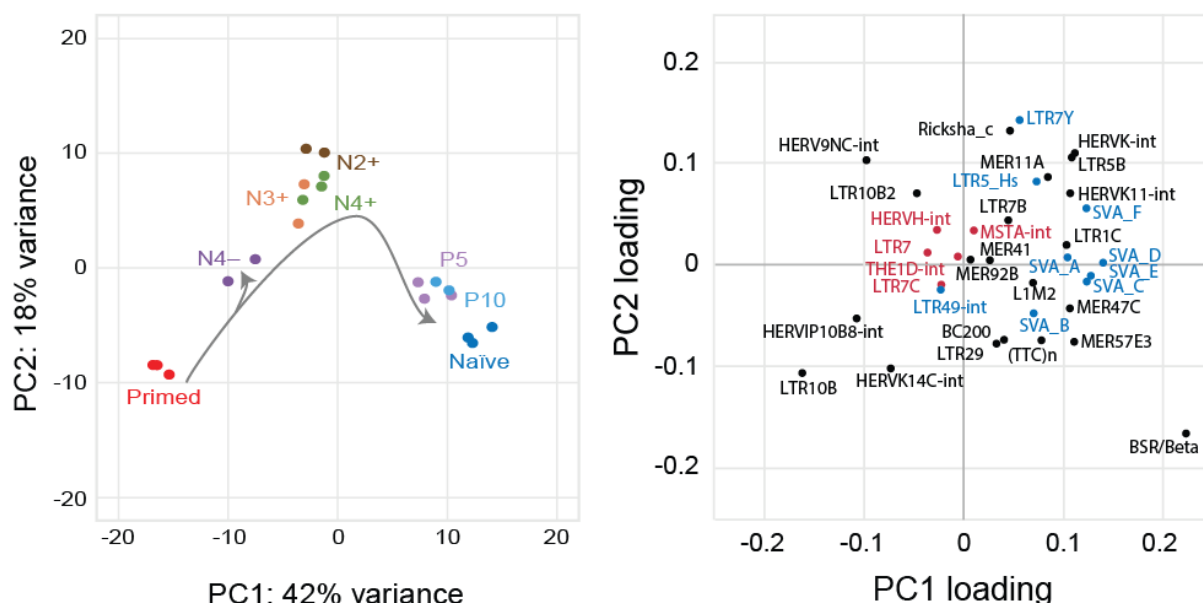 20
10
0
-10
-20
-20
-10
0
10
20
PC2: 18% variance
PC1: 42% variance
N2+
N3+
N4+
N4–
P5
P10
Naïve
Primed
0.2
0.1
0
-0.1
-0.2
-0.2
-0.1
0
0.1
0.2
PC2 loading
PC1 loading
LTR7Y
Ricksha_c
HERV9NC-int
HERVK-int
MER11A
LTR5B
LTR5_Hs
LTR10B2
HERVK11-int
LTR7B
SVA_F
HERVH-int
MSTA-int
LTR1C
LTR7
MER41
SVA_D
THE1D-int
MER92B
SVA_A
SVA_E
LTR7C
SVA_C
L1M2
LTR49-int
MER47C
SVA_B
HERVIP10B8-int
BC200
MER57E3
LTR29
(TTC)n
LTR10B
HERVK14C-int
BSR/Beta